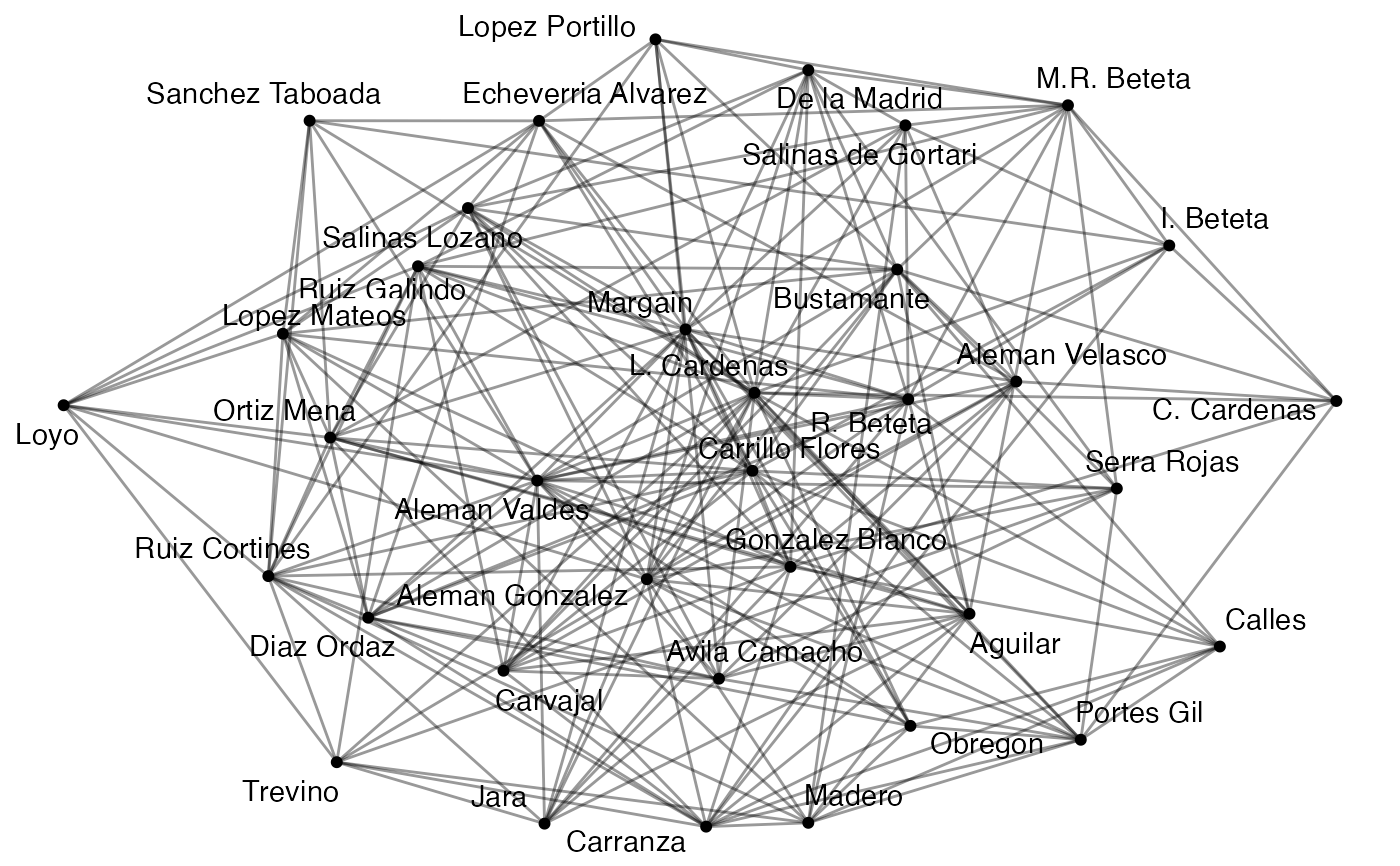 Lopez Portillo
M.R. Beteta
Sanchez Taboada
Echeverria Alvarez
De la Madrid
Salinas de Gortari
I. Beteta
Salinas Lozano
Ruiz Galindo
Margain
Bustamante
Lopez Mateos
Aleman Velasco
L. Cardenas
Ortiz Mena
C. Cardenas
R. Beteta
Loyo
Carrillo Flores
Serra Rojas
Aleman Valdes
Gonzalez Blanco
Ruiz Cortines
Aleman Gonzalez
Calles
Diaz Ordaz
Avila Camacho
Aguilar
Carvajal
Portes Gil
Obregon
Trevino
Jara
Madero
Carranza